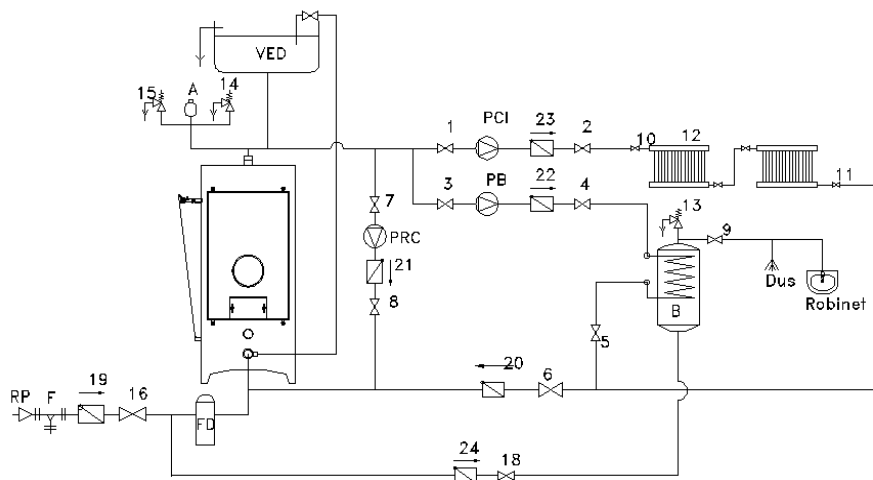 VED
15 A 14
1 PCI 23 2 10 12
3 PB 22 4 11
7 13 9
PRC
21
8
Dus
Robinet
B
5
20 6
RP F 19 16
FD
24 18